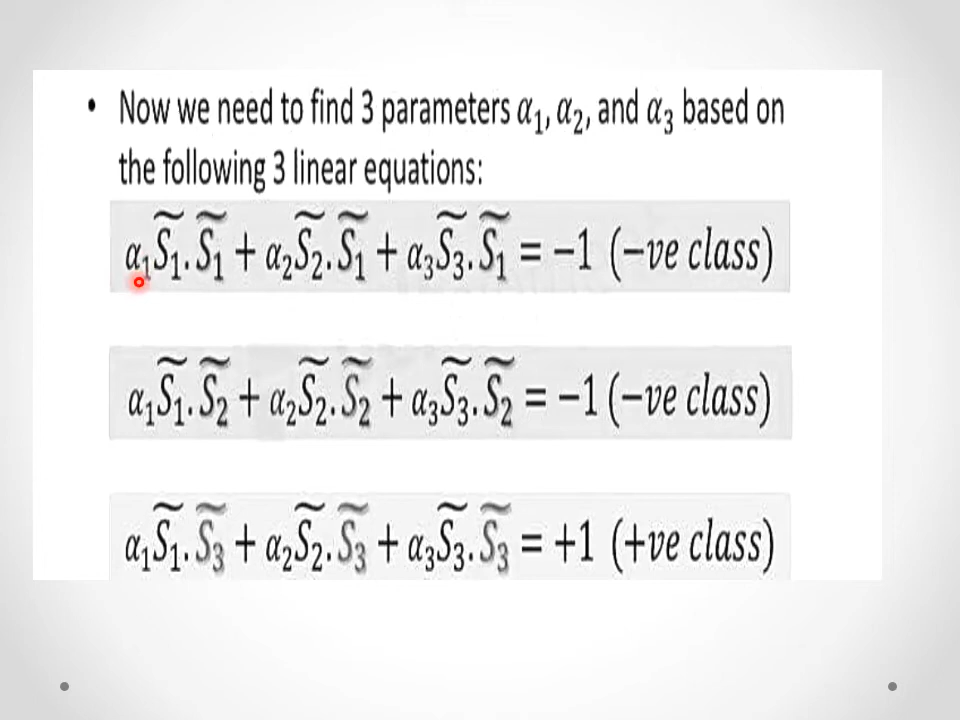 • Now we need to find 3 parameters α₁, α₂, and α₃ based on
the following 3 linear equations:
α₁S̃₁.S̃₁ + α₂S̃₂.S̃₁ + α₃S̃₃.S̃₁ = −1 (−ve class)
α₁S̃₁.S̃₂ + α₂S̃₂.S̃₂ + α₃S̃₃.S̃₂ = −1 (−ve class)
α₁S̃₁.S̃₃ + α₂S̃₂.S̃₃ + α₃S̃₃.S̃₃ = +1 (+ve class)